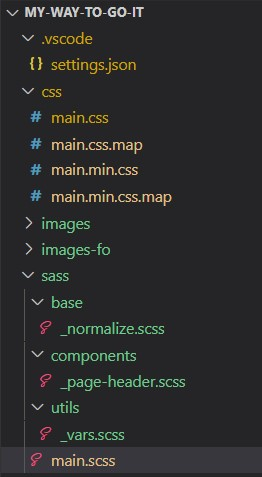 MY-WAY-TO-GO-IT
.vscode
{} settings.json
css
# main.css
# main.css.map
# main.min.css
# main.min.css.map
images
images-fo
sass
base
_normalize.scss
components
_page-header.scss
utils
_vars.scss
main.scss